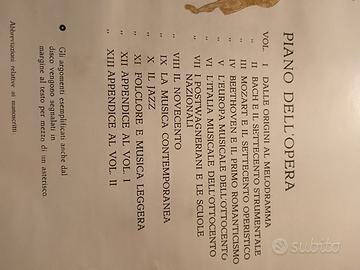 PIANO DELL'OPERA
VOL. I DALLE ORIGINI AL MELODRAMMA
„ II BACH E IL SETTECENTO STRUMENTALE
„ III MOZART E IL SETTECENTO OPERISTICO
„ IV BEETHOVEN E IL PRIMO ROMANTICISMO
„ V L'EUROPA MUSICALE DELL'OTTOCENTO
„ VI L'ITALIA MUSICALE DELL'OTTOCENTO
„ VII I POSTWAGNERIANI E LE SCUOLE
NAZIONALI
„ VIII IL NOVECENTO
„ IX LA MUSICA CONTEMPORANEA
„ X IL JAZZ
„ XI FOLCLORE E MUSICA LEGGERA
„ XII APPENDICE AL VOL. I
„ XIII APPENDICE AL VOL. II
Gli argomenti esemplificati anche dal
disco vengono segnalati in
margine al testo per mezzo di un asterisco.
Abbreviazioni relative ai manoscritti
subito